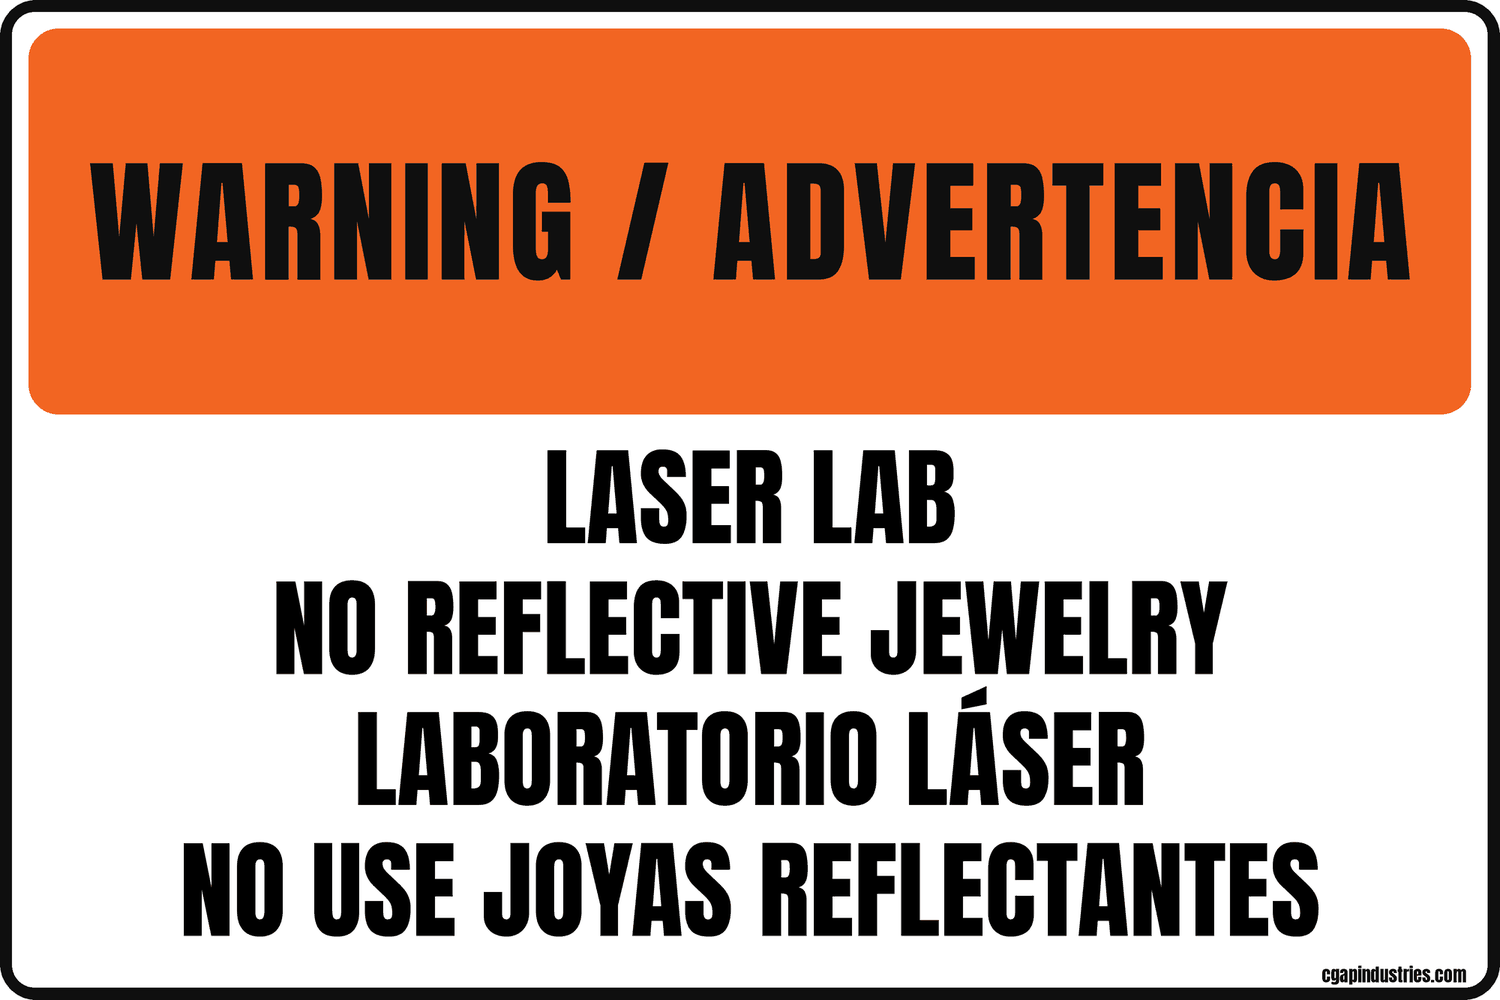 WARNING / ADVERTENCIA
LASER LAB
NO REFLECTIVE JEWELRY
LABORATORIO LÁSER
NO USE JOYAS REFLECTANTES
cgapindustries.com